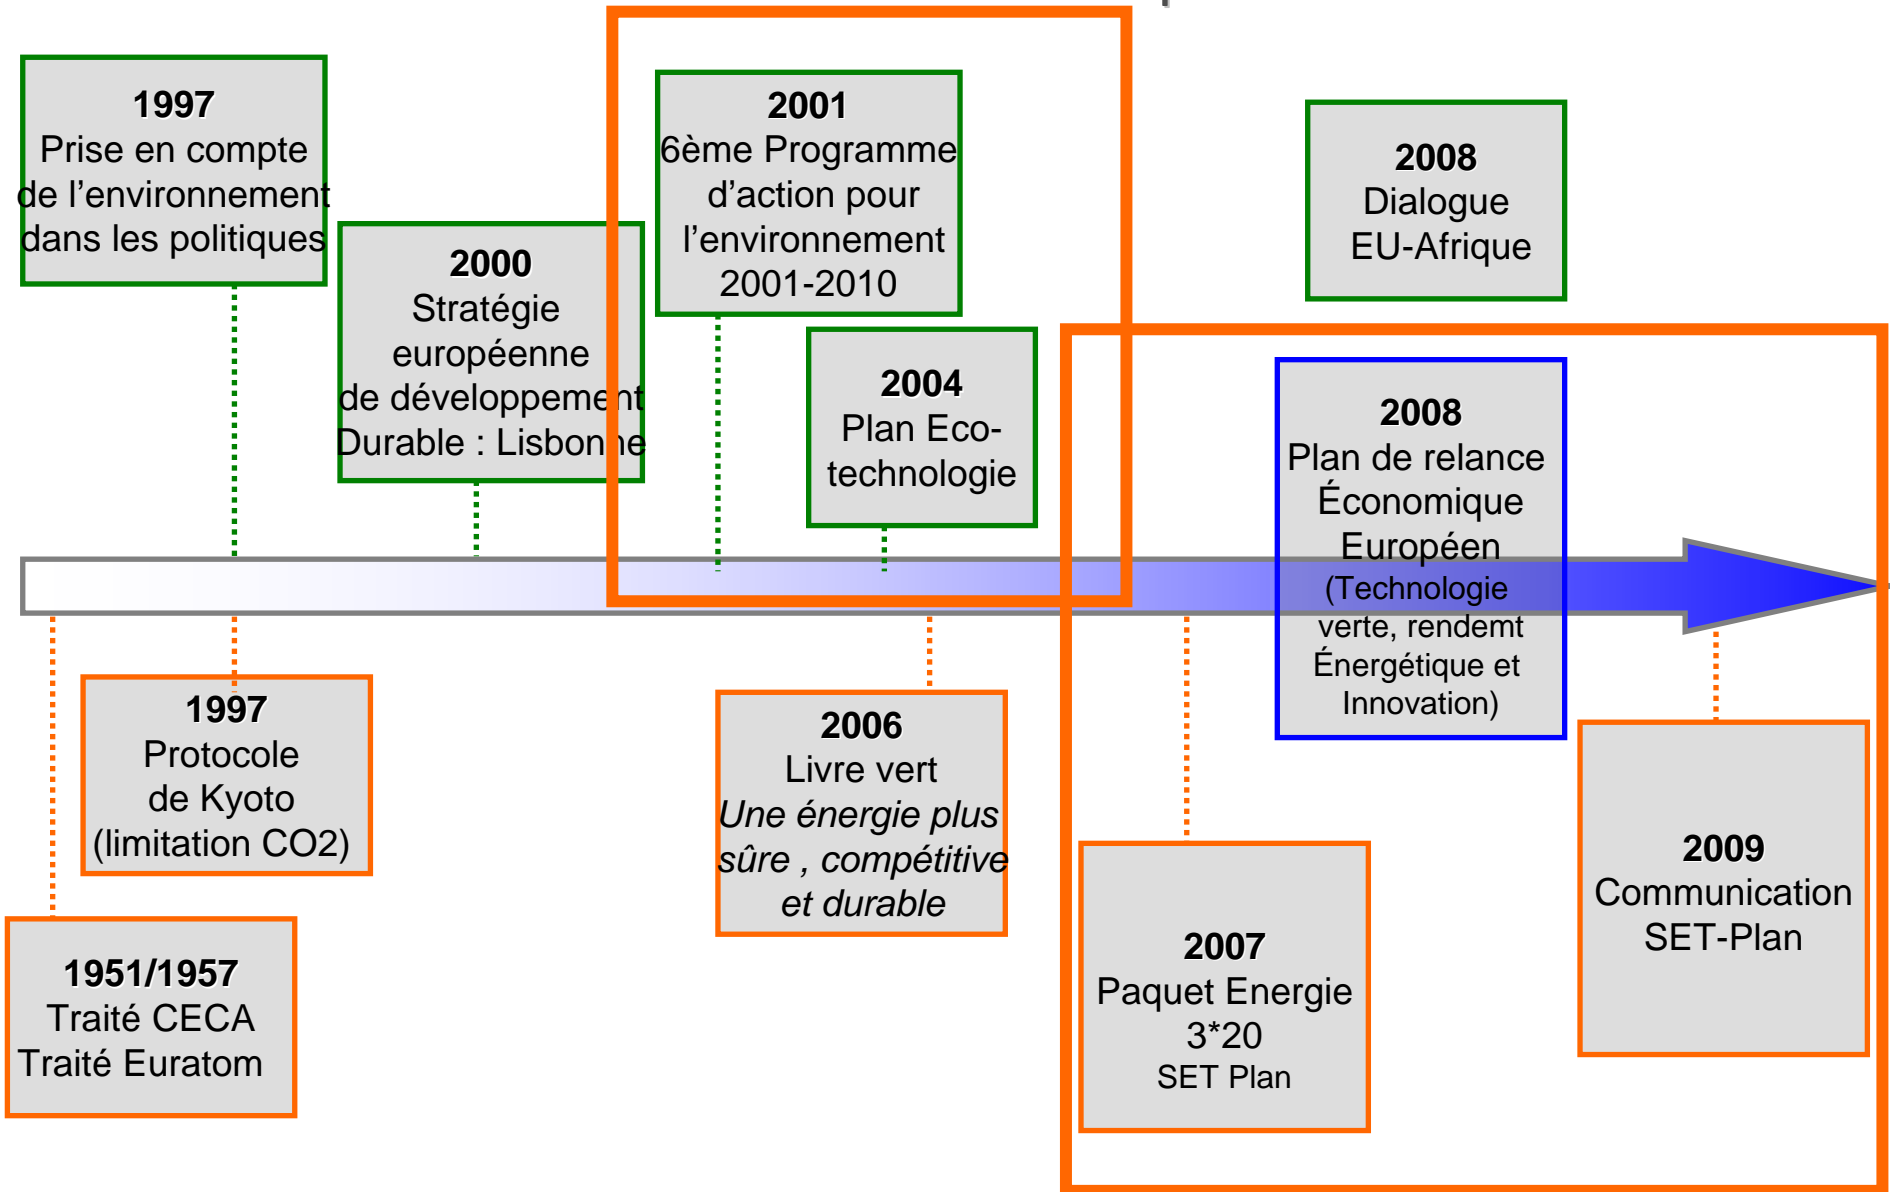 1997
Prise en compte
de l’environnement
dans les politiques
2000
Stratégie
européenne
de développement
Durable : Lisbonne
2001
6ème Programme
d’action pour
l’environnement
2001-2010
2004
Plan Eco-
technologie
2008
Dialogue
EU-Afrique
2008
Plan de relance
Économique
Européen
(Technologie
verte, rendemt
Énergétique et
Innovation)
1997
Protocole
de Kyoto
(limitation CO2)
1951/1957
Traité CECA
Traité Euratom
2006
Livre vert
Une énergie plus
sûre , compétitive
et durable
2007
Paquet Energie
3*20
SET Plan
2009
Communication
SET-Plan